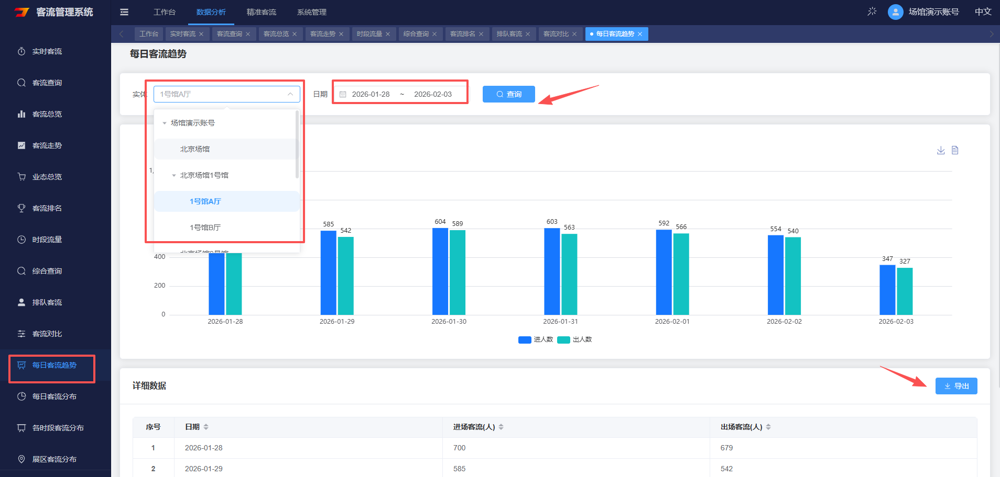 客流管理系统
工作台 数据分析 精准客流 系统管理
场馆演示账号 中文
工作台 实时客流 客流查询 客流总览 客流走势 时段流量 综合查询 客流排名 排队客流 客流对比 每日客流趋势
实时客流
客流查询
客流总览
客流走势
业态总览
客流排名
时段流量
综合查询
排队客流
客流对比
每日客流趋势
每日客流分布
各时段客流分布
展区客流分布
每日客流趋势
实体 1号馆A厅 日期 2026-01-28 ~ 2026-02-03 查询
场馆演示账号
北京场馆
北京场馆1号馆
1号馆A厅
1号馆B厅
1,
400
200
0
585 542 604 589 603 563 592 566 554 540 347 327
2026-01-28 2026-01-29 2026-01-30 2026-01-31 2026-02-01 2026-02-02 2026-02-03
进人数 出人数
详细数据 导出
序号 日期 进场客流(人) 出场客流(人)
1 2026-01-28 700 679
2 2026-01-29 585 542